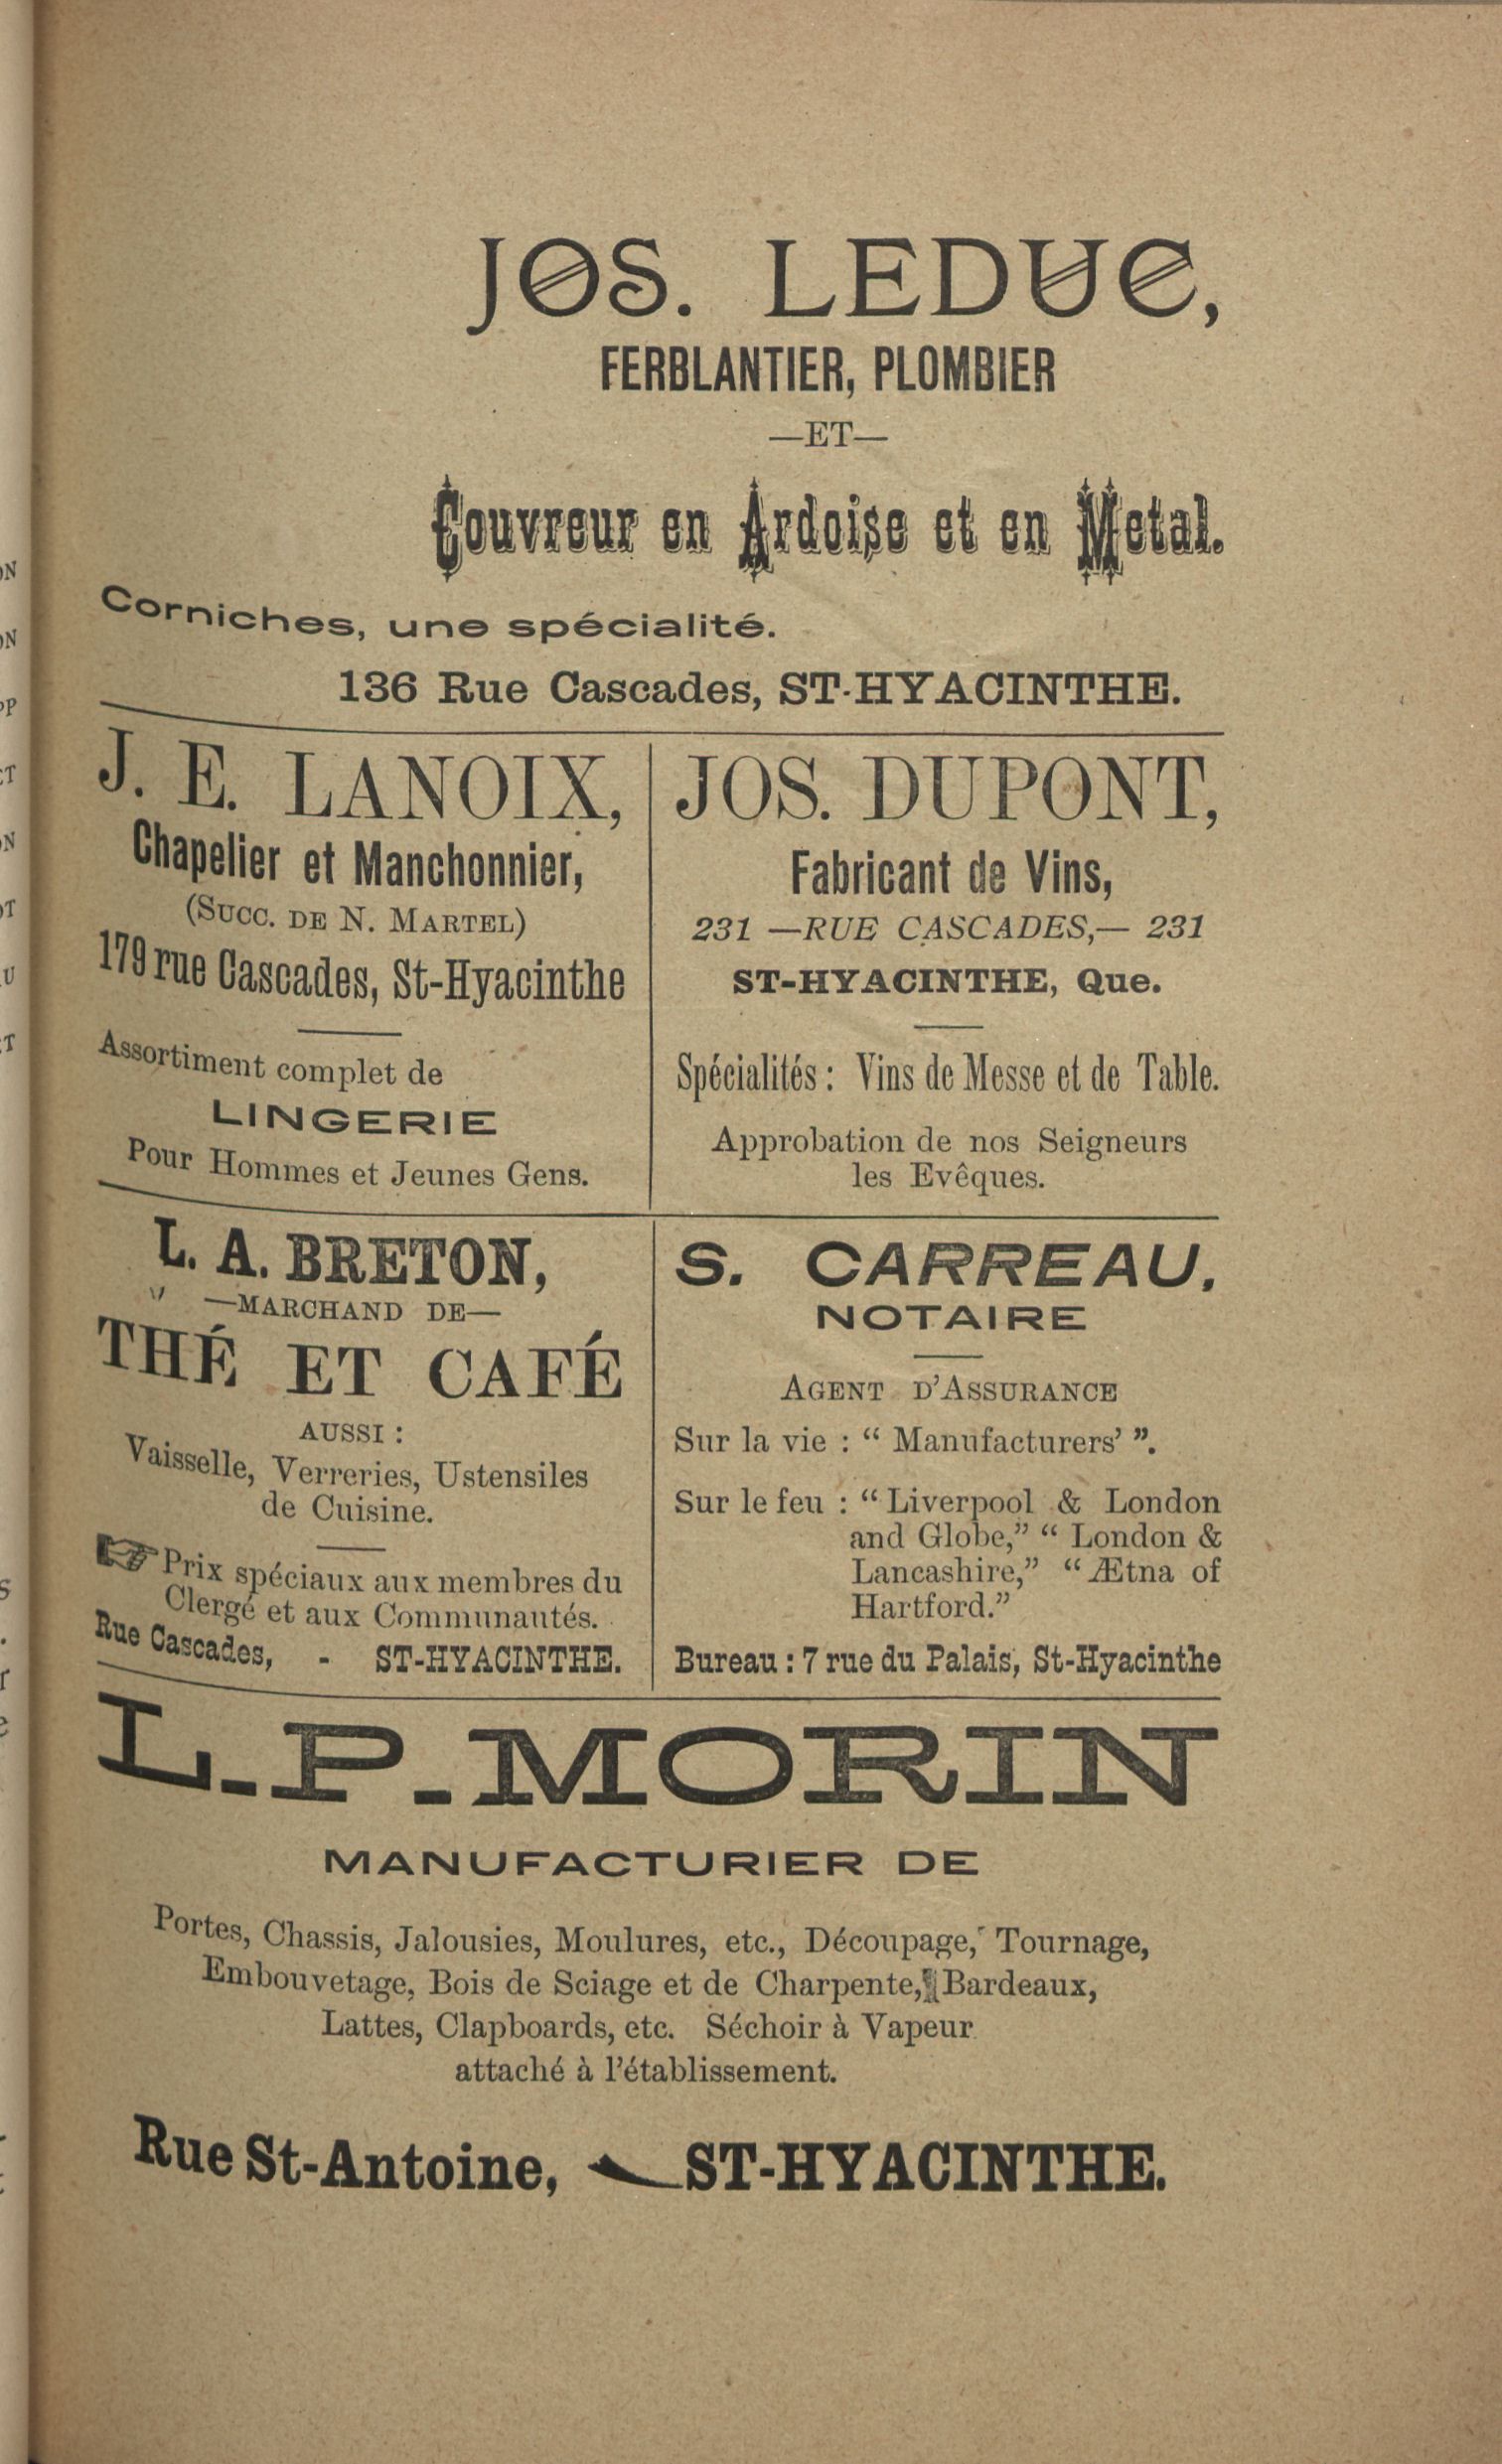 JOS. LEDUC,
FERBLANTIER, PLOMBIER
—ET—
Couvreur en Ardoise et en Metal.
Corniches, une spécialité.
136 Rue Cascades, ST-HYACINTHE.
J. E. LANOIX,
Chapelier et Manchonnier,
(SUCC. DE N. MARTEL)
179 rue Cascades, St-Hyacinthe
Assortiment complet de
LINGERIE
Pour Hommes et Jeunes Gens.
JOS. DUPONT,
Fabricant de Vins,
231 —RUE CASCADES,— 231
ST-HYACINTHE, Que.
Spécialités : Vins de Messe et de Table.
Approbation de nos Seigneurs
les Evêques.
L. A. BRETON,
—MARCHAND DE—
THÉ ET CAFÉ
AUSSI :
Vaisselle, Verreries, Ustensiles
de Cuisine.
☞ Prix spéciaux aux membres du
Clergé et aux Communautés.
Rue Cascades, - ST-HYACINTHE.
S. CARREAU,
NOTAIRE
AGENT D'ASSURANCE
Sur la vie : “ Manufacturers' ”.
Sur le feu : “ Liverpool & London
and Globe,” “ London &
Lancashire,” “ Ætna of
Hartford.”
Bureau : 7 rue du Palais, St-Hyacinthe
L. P. MORIN
MANUFACTURIER DE
Portes, Chassis, Jalousies, Moulures, etc., Découpage, Tournage,
Embouvetage, Bois de Sciage et de Charpente, Bardeaux,
Lattes, Clapboards, etc. Séchoir à Vapeur
attaché à l'établissement.
Rue St-Antoine, ST-HYACINTHE.